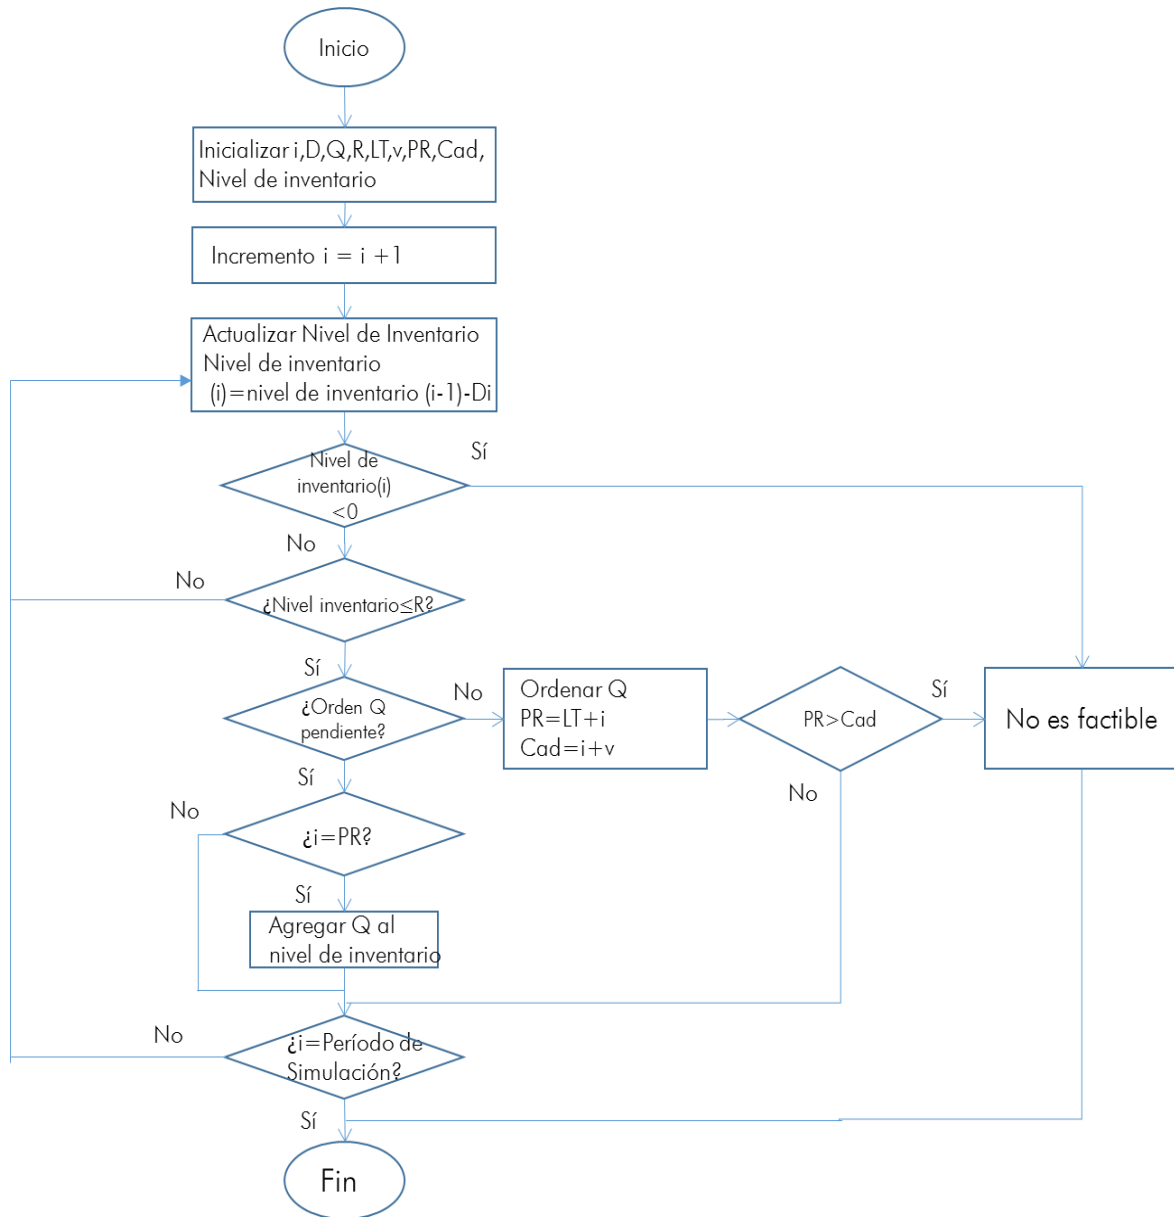 Inicio
Inicializar i,D,Q,R,LT,v,PR,Cad,
Nivel de inventario
Incremento i = i +1
Actualizar Nivel de Inventario
Nivel de inventario
(i)=nivel de inventario (i-1)-Di
Sí
Nivel de
inventario(i)
<0
No
No
¿Nivel inventario≤R?
Sí
¿Orden Q
pendiente?
No
Ordenar Q
PR=LT+i
Cad=i+v
PR>Cad
Sí
No es factible
Sí
No
No
¿i=PR?
Sí
Agregar Q al
nivel de inventario
No
¿i=Período de
Simulación?
Sí
Fin